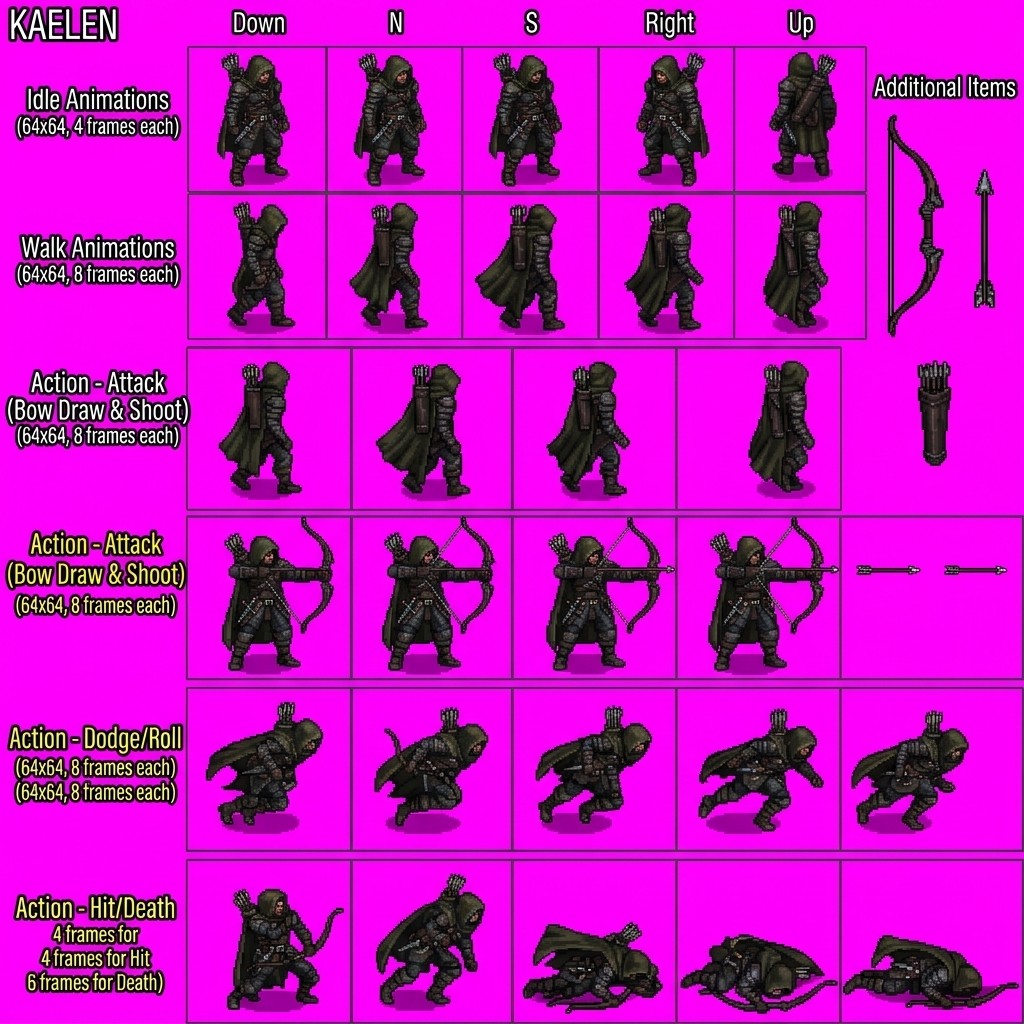 KAELEN
Down N S Right Up
Additional Items
Idle Animations
(64x64, 4 frames each)
Walk Animations
(64x64, 8 frames each)
Action - Attack
(Bow Draw & Shoot)
(64x64, 8 frames each)
Action - Attack
(Bow Draw & Shoot)
(64x64, 8 frames each)
Action - Dodge/Roll
(64x64, 8 frames each)
(64x64, 8 frames each)
Action - Hit/Death
4 frames for
4 frames for Hit
6 frames for Death)